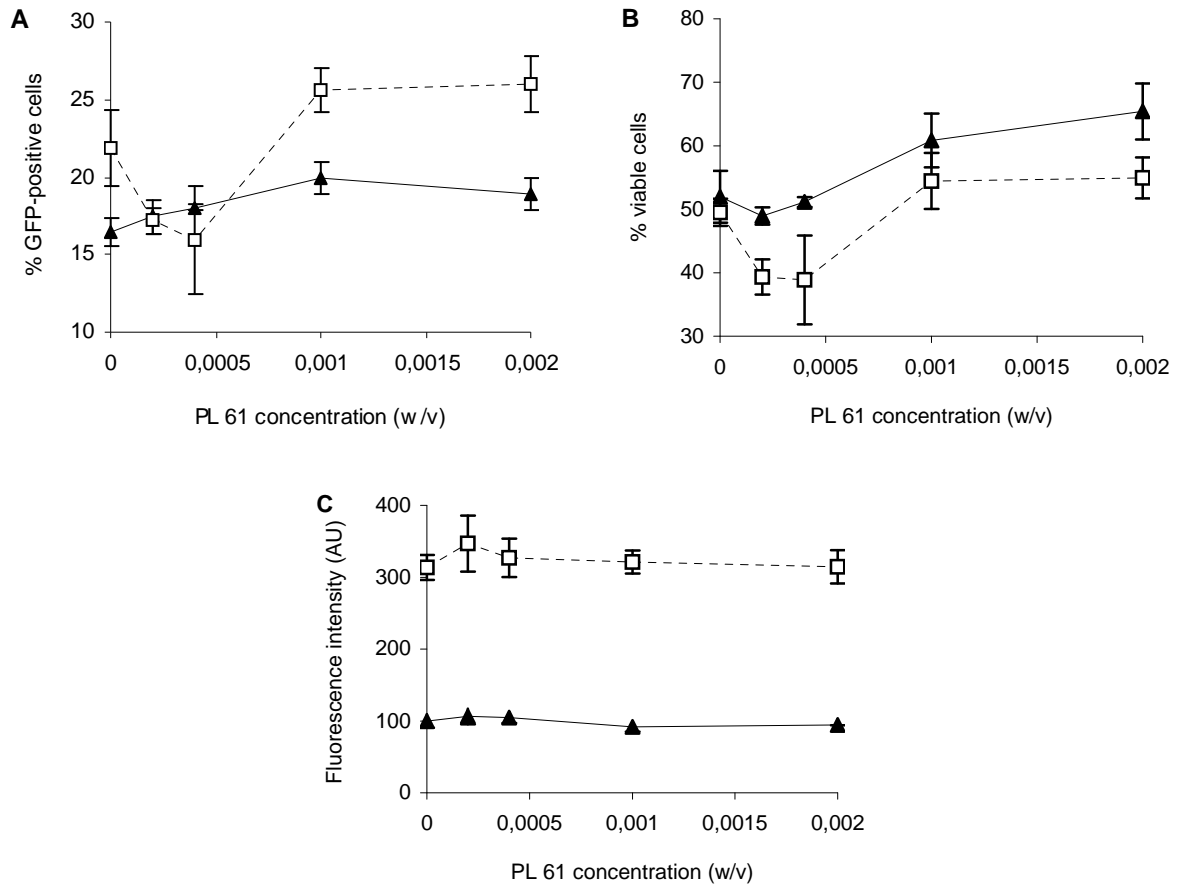 A
30
25
20
15
10
% GFP-positive cells
0 0,0005 0,001 0,0015 0,002
PL 61 concentration (w/v)
B
80
70
60
50
40
30
% viable cells
0 0,0005 0,001 0,0015 0,002
PL 61 concentration (w/v)
C
400
300
200
100
0
Fluorescence intensity (AU)
0 0,0005 0,001 0,0015 0,002
PL 61 concentration (w/v)